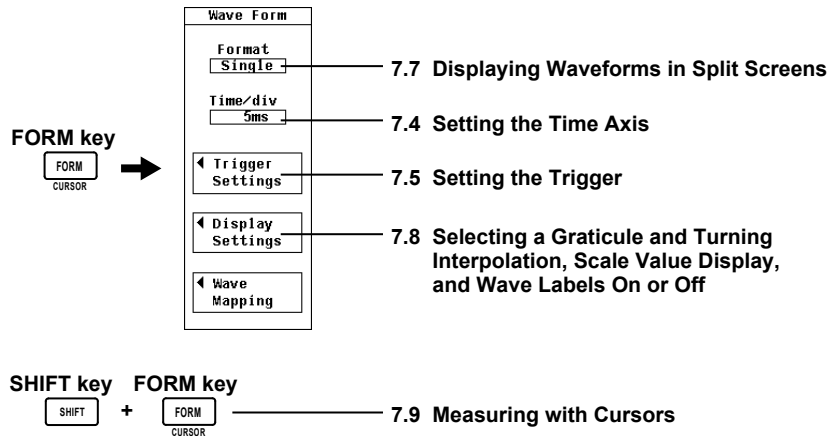 Wave Form
Format
Single
7.7 Displaying Waveforms in Split Screens
Time/div
5ms
7.4 Setting the Time Axis
FORM key
FORM
CURSOR
Trigger
Settings
7.5 Setting the Trigger
Display
Settings
7.8 Selecting a Graticule and Turning
Interpolation, Scale Value Display,
and Wave Labels On or Off
Wave
Mapping
SHIFT key FORM key
SHIFT + FORM
CURSOR
7.9 Measuring with Cursors